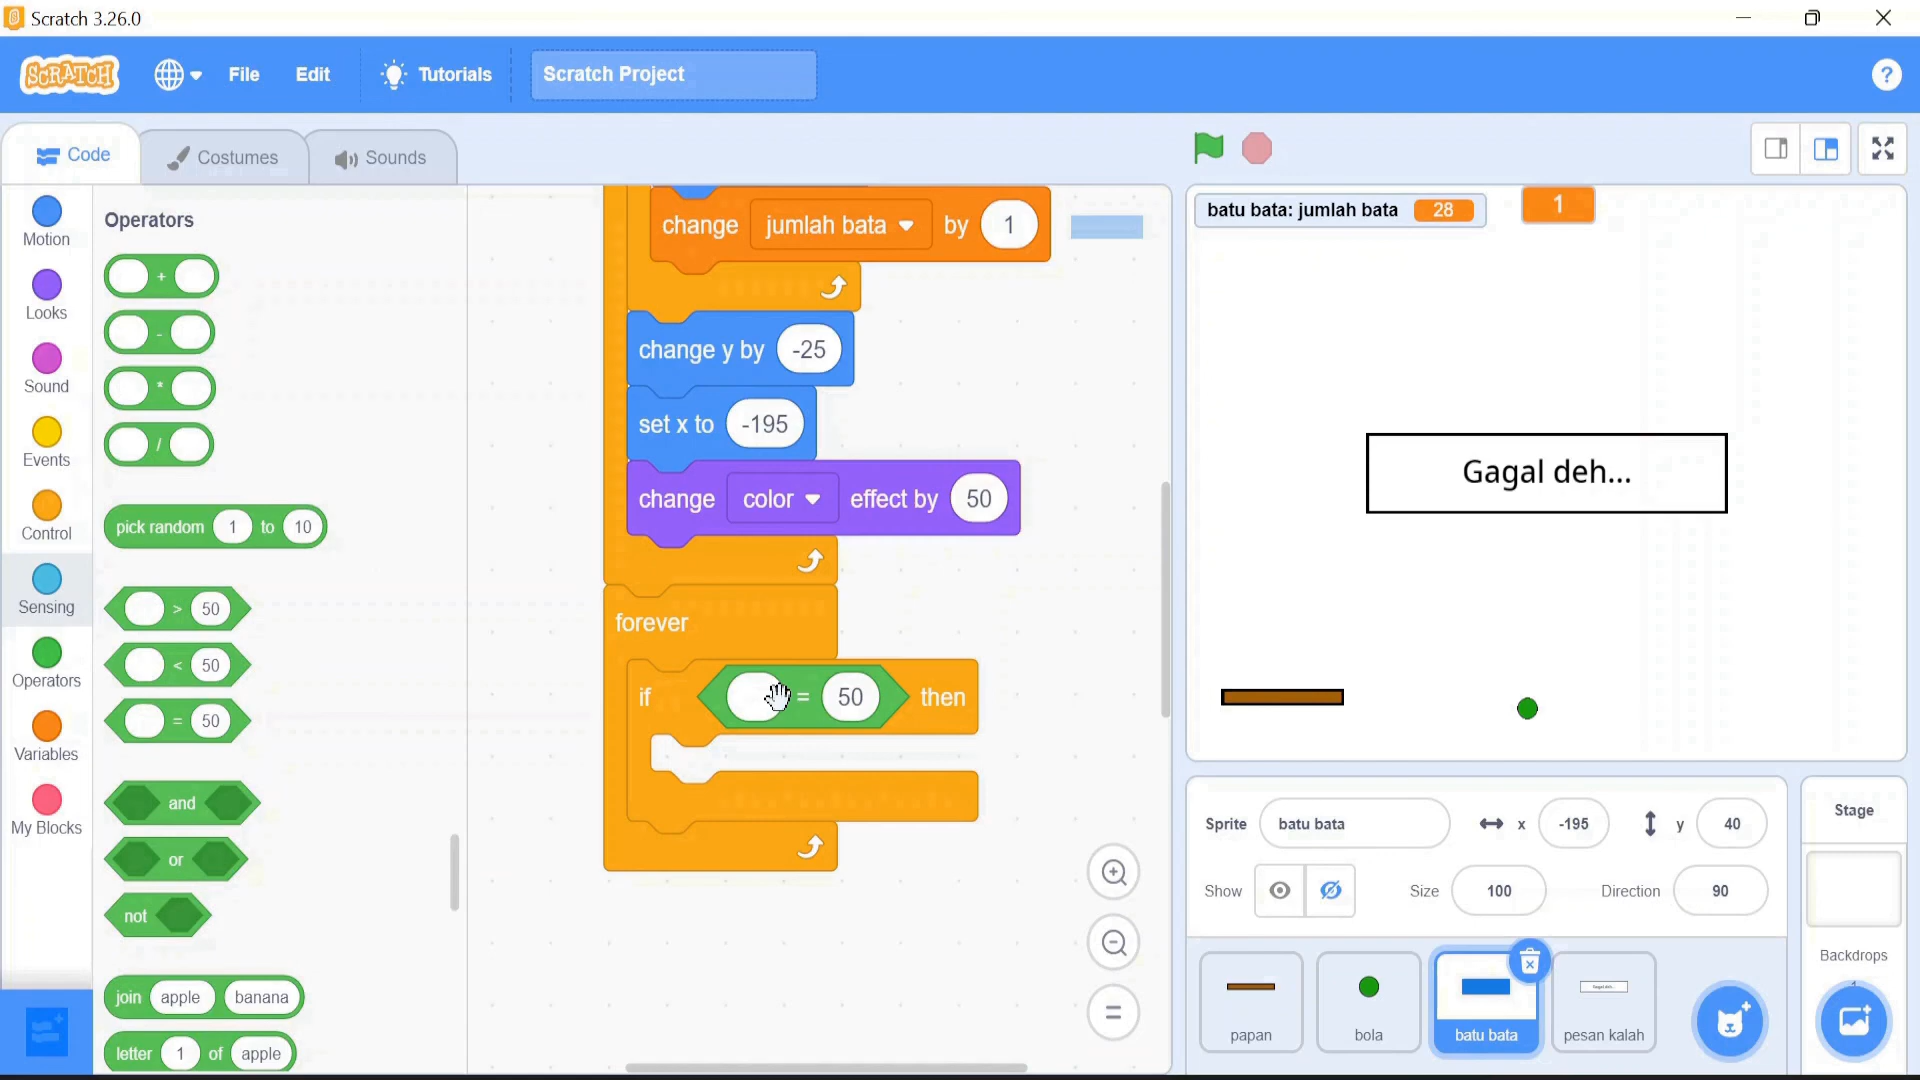 Scratch 3.26.0
SCRATCH
File
Edit
Tutorials
Scratch Project
?
Code
Costumes
Sounds
Motion
Looks
Sound
Events
Control
Sensing
Operators
Variables
My Blocks
Operators
+
-
*
/
pick random 1 to 10
> 50
< 50
= 50
and
or
not
join apple banana
letter 1 of apple
change jumlah bata by 1
change y by -25
set x to -195
change color effect by 50
forever
if = 50 then
batu bata: jumlah bata 28
1
Gagal deh...
Sprite batu bata x -195 y 40
Show Size 100 Direction 90
papan
bola
batu bata
pesan kalah
Stage
Backdrops